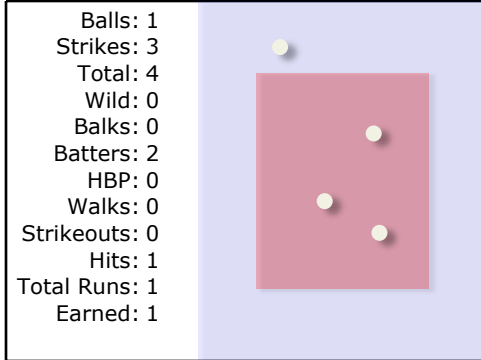 Balls: 1
Strikes: 3
Total: 4
Wild: 0
Balks: 0
Batters: 2
HBP: 0
Walks: 0
Strikeouts: 0
Hits: 1
Total Runs: 1
Earned: 1